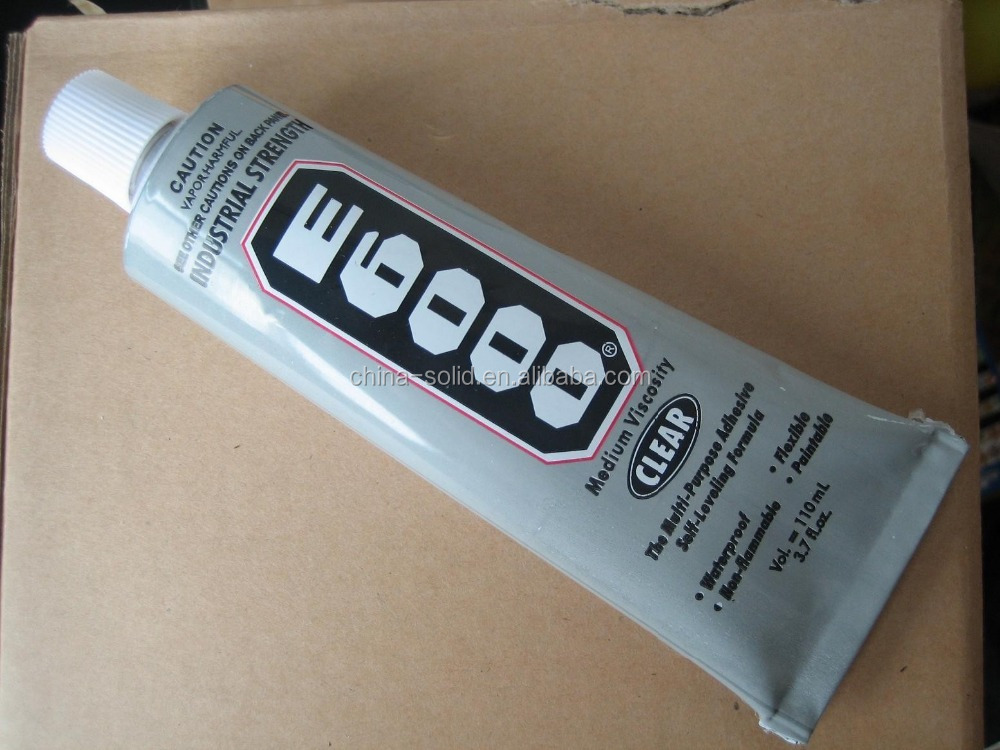 CAUTION
VAPOR HARMFUL.
SEE OTHER CAUTIONS ON BACK PANEL
INDUSTRIAL STRENGTH
E6000®
china-solid.en.alibaba.com
Medium Viscosity
CLEAR
The Multi-Purpose Adhesive
Self-Leveling Formula
• Waterproof • Flexible
• Non-flammable • Paintable
Vol. = 110 mL
3.7 fl.oz.